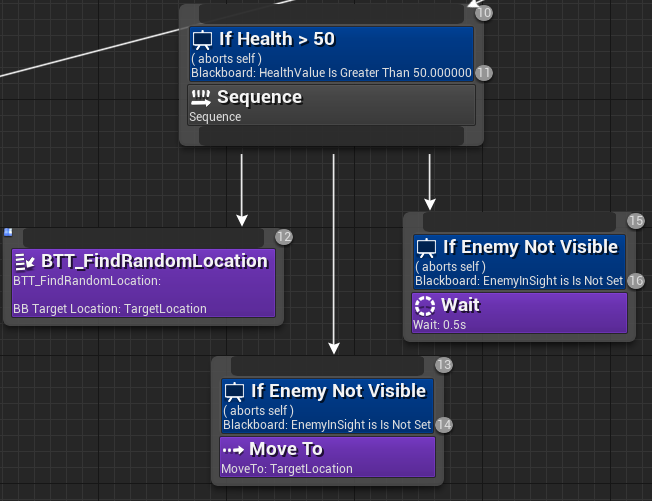 10
If Health > 50
( aborts self )
Blackboard: HealthValue Is Greater Than 50.000000
11
Sequence
Sequence
12
BTT_FindRandomLocation
BTT_FindRandomLocation:
BB Target Location: TargetLocation
15
If Enemy Not Visible
( aborts self )
Blackboard: EnemyInSight is Is Not Set
16
Wait
Wait: 0.5s
13
If Enemy Not Visible
( aborts self )
Blackboard: EnemyInSight is Is Not Set
14
Move To
MoveTo: TargetLocation